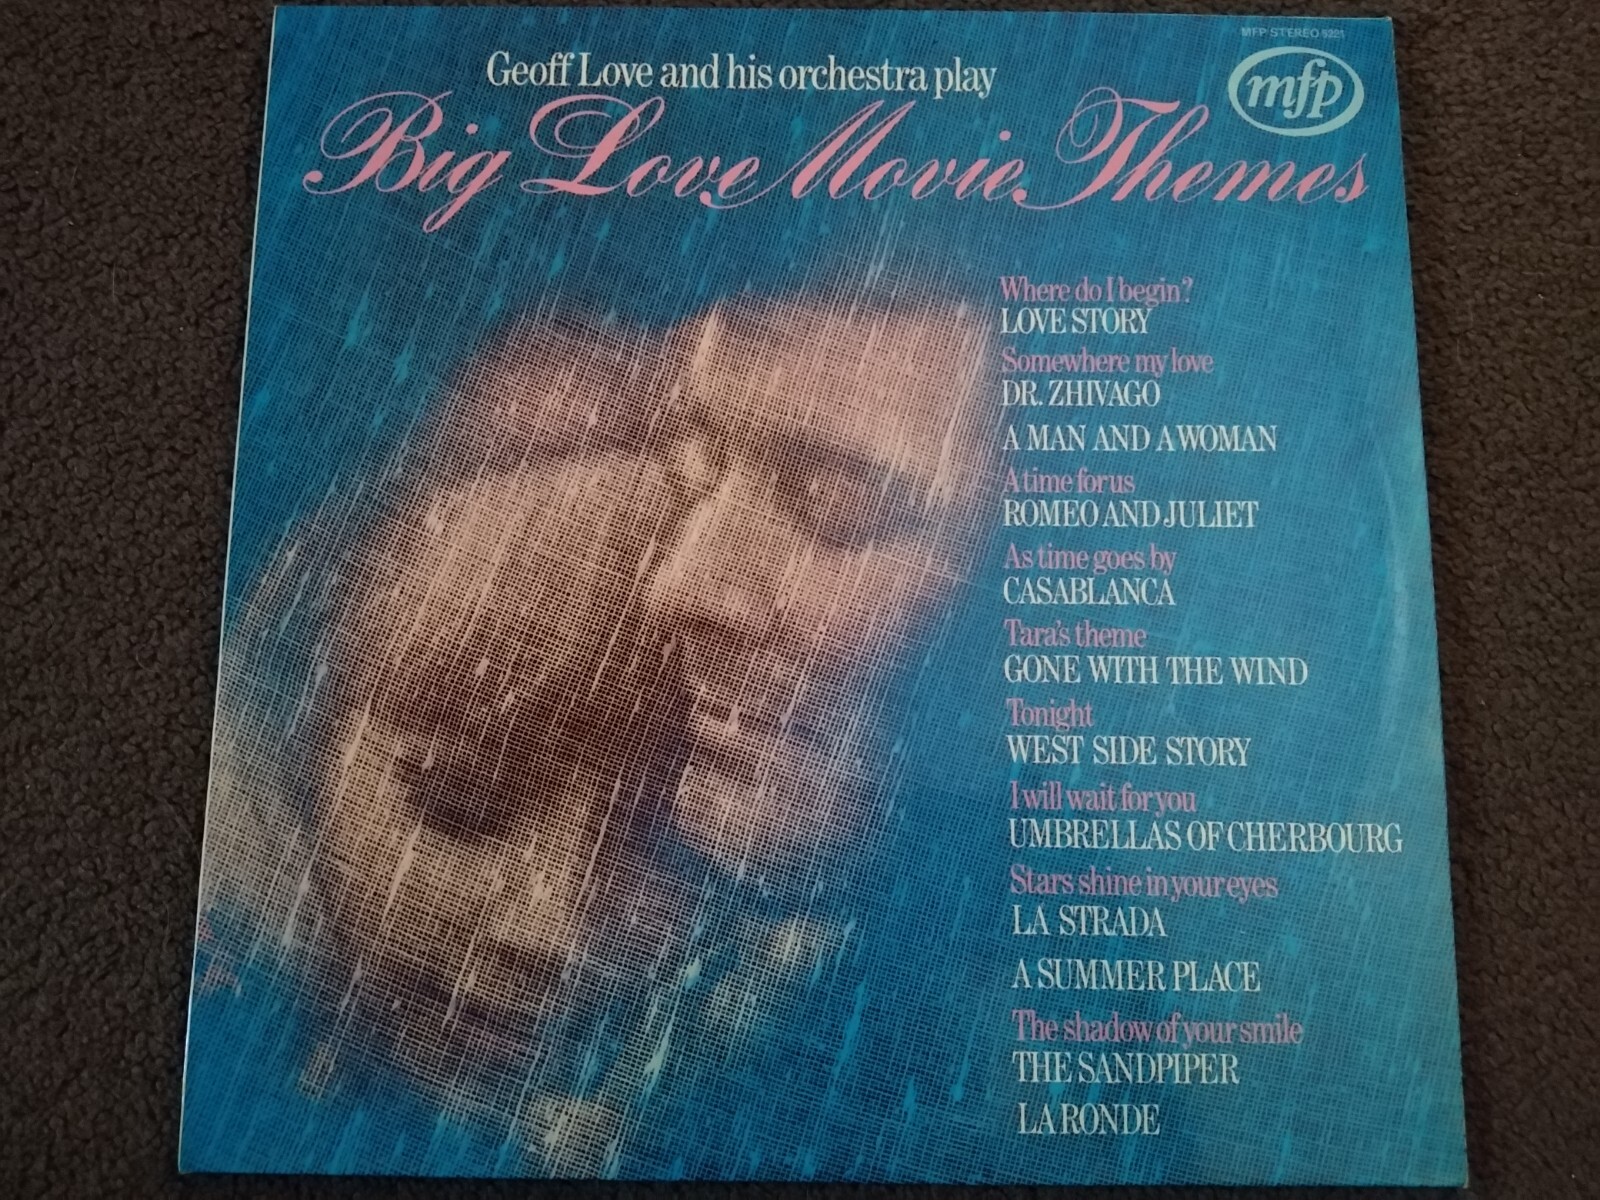 MFP STEREO 5221
mfp
Geoff Love and his orchestra play
Big Love Movie Themes
Where do I begin?
LOVE STORY
Somewhere my love
DR. ZHIVAGO
A MAN AND A WOMAN
A time for us
ROMEO AND JULIET
As time goes by
CASABLANCA
Tara's theme
GONE WITH THE WIND
Tonight
WEST SIDE STORY
I will wait for you
UMBRELLAS OF CHERBOURG
Stars shine in your eyes
LA STRADA
A SUMMER PLACE
The shadow of your smile
THE SANDPIPER
LA RONDE